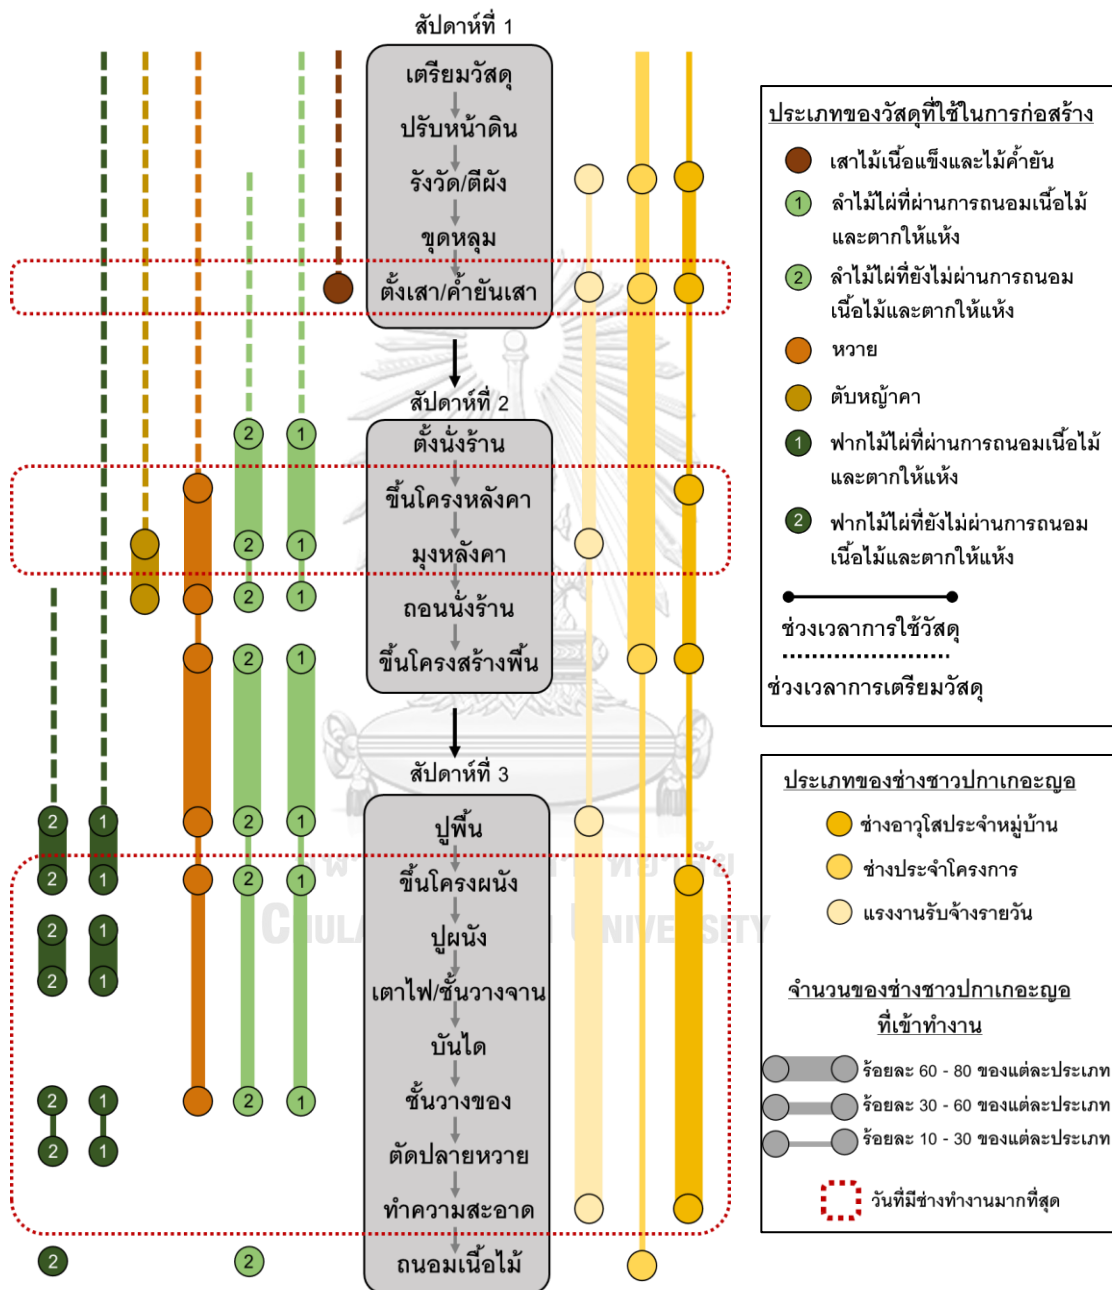 สัปดาห์ที่ 1
เตรียมวัสดุ
ปรับหน้าดิน
รังวัด/ตีผัง
ขุดหลุม
ตั้งเสา/ค้ำยันเสา
สัปดาห์ที่ 2
2
1
ตั้งนั่งร้าน
ขึ้นโครงหลังคา
2
1
มุงหลังคา
2
1
ถอนนั่งร้าน
2
1
ขึ้นโครงสร้างพื้น
สัปดาห์ที่ 3
2
1
2
1
ปูพื้น
2
1
2
1
ขึ้นโครงผนัง
2
1
ปูผนัง
2
1
เตาไฟ/ชั้นวางจาน
บันได
2
1
2
1
ชั้นวางของ
2
1
ตัดปลายหวาย
ทำความสะอาด
2
2
ถนอมเนื้อไม้
CHULA
UNIVERSITY
ประเภทของวัสดุที่ใช้ในการก่อสร้าง
เสาไม้เนื้อแข็งและไม้ค้ำยัน
1 ลำไม้ไผ่ที่ผ่านการถนอมเนื้อไม้
และตากให้แห้ง
2 ลำไม้ไผ่ที่ยังไม่ผ่านการถนอม
เนื้อไม้และตากให้แห้ง
หวาย
ตับหญ้าคา
1 ฟากไม้ไผ่ที่ผ่านการถนอมเนื้อไม้
และตากให้แห้ง
2 ฟากไม้ไผ่ที่ยังไม่ผ่านการถนอม
เนื้อไม้และตากให้แห้ง
ช่วงเวลาการใช้วัสดุ
ช่วงเวลาการเตรียมวัสดุ
ประเภทของช่างชาวปกาเกอะญอ
ช่างอาวุโสประจำหมู่บ้าน
ช่างประจำโครงการ
แรงงานรับจ้างรายวัน
จำนวนของช่างชาวปกาเกอะญอ
ที่เข้าทำงาน
ร้อยละ 60 - 80 ของแต่ละประเภท
ร้อยละ 30 - 60 ของแต่ละประเภท
ร้อยละ 10 - 30 ของแต่ละประเภท
วันที่มีช่างทำงานมากที่สุด